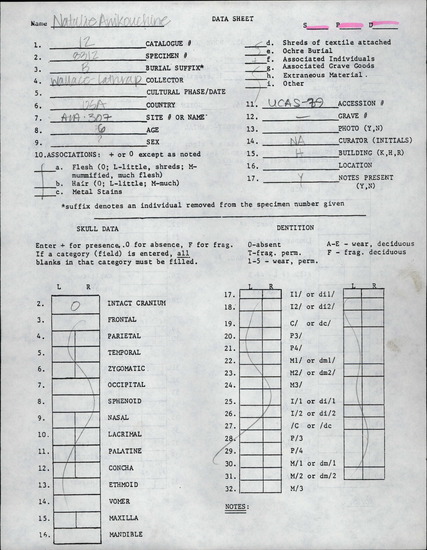 Name Natalie Anikouchine DATA SHEET S P D
1. 12 CATALOGUE #
2. SPECIMEN #
3. B BURIAL SUFFIX*
4. Wallace Lathrop COLLECTOR
5. CULTURAL PHASE/DATE
6. USA COUNTRY
7. ALA-307 SITE # OR NAME
8. 6 AGE
9. SEX
10. ASSOCIATIONS: + or 0 except as noted
a. Flesh (0; L-little, shreds; M-
mummified, much flesh)
b. Hair (0; L-little; M-much)
c. Metal Stains
d. Shreds of textile attached
e. Ochre Burial
f. Associated Individuals
g. Associated Grave Goods
h. Extraneous Material
i. Other
11. UCAS-79 ACCESSION #
12. — GRAVE #
13. PHOTO (Y,N)
14. NA CURATOR (INITIALS)
15. H BUILDING (K,H,R)
16. LOCATION
17. Y NOTES PRESENT
(Y,N)
*suffix denotes an individual removed from the specimen number given
SKULL DATA
Enter + for presence, 0 for absence, F for frag.
If a category (field) is entered, all
blanks in that category must be filled.
DENTITION
0-absent A-E - wear, deciduous
T-frag. perm. F - frag. deciduous
1-5 - wear, perm.
L R
2. 0 INTACT CRANIUM
3. FRONTAL
4. PARIETAL
5. TEMPORAL
6. ZYGOMATIC
7. OCCIPITAL
8. SPHENOID
9. NASAL
10. LACRIMAL
11. PALATINE
12. CONCHA
13. ETHMOID
14. VOMER
15. MAXILLA
16. MANDIBLE
L R L R
17. I1/ or di1/
18. I2/ or di2/
19. C/ or dc/
20. P3/
21. P4/
22. M1/ or dm1/
23. M2/ or dm2/
24. M3/
25. I/1 or di/1
26. I/2 or di/2
27. /C or /dc
28. P/3
29. P/4
30. M/1 or dm/1
31. M/2 or dm/2
32. M/3
NOTES: